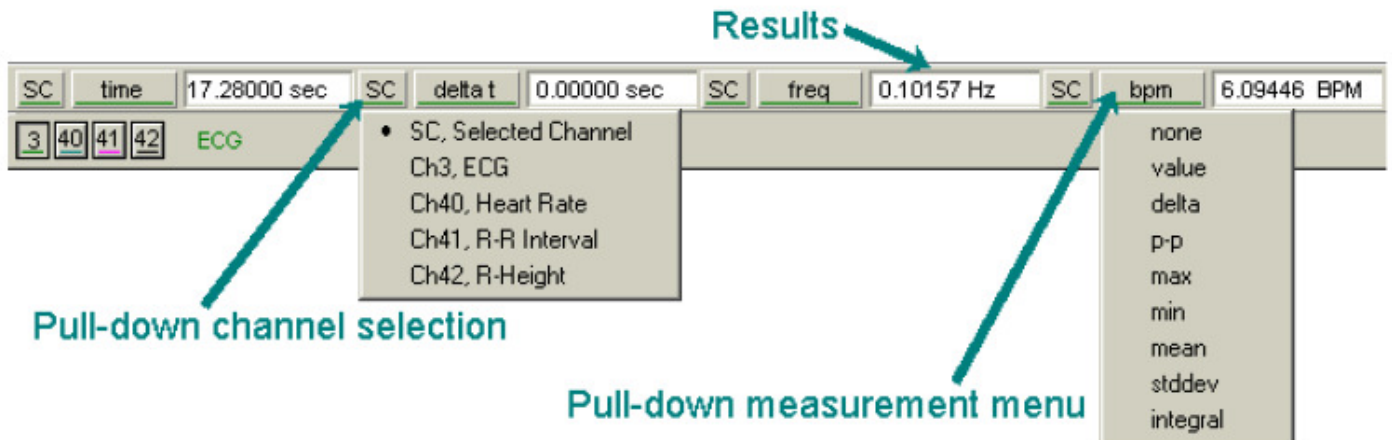 Results
SC time 17.28000 sec SC delta t 0.00000 sec SC freq 0.10157 Hz SC bpm 6.09446 BPM
3 40 41 42 ECG
• SC, Selected Channel
Ch3, ECG
Ch40, Heart Rate
Ch41, R-R Interval
Ch42, R-Height
Pull-down channel selection
none
value
delta
p-p
max
min
mean
stddev
integral
Pull-down measurement menu